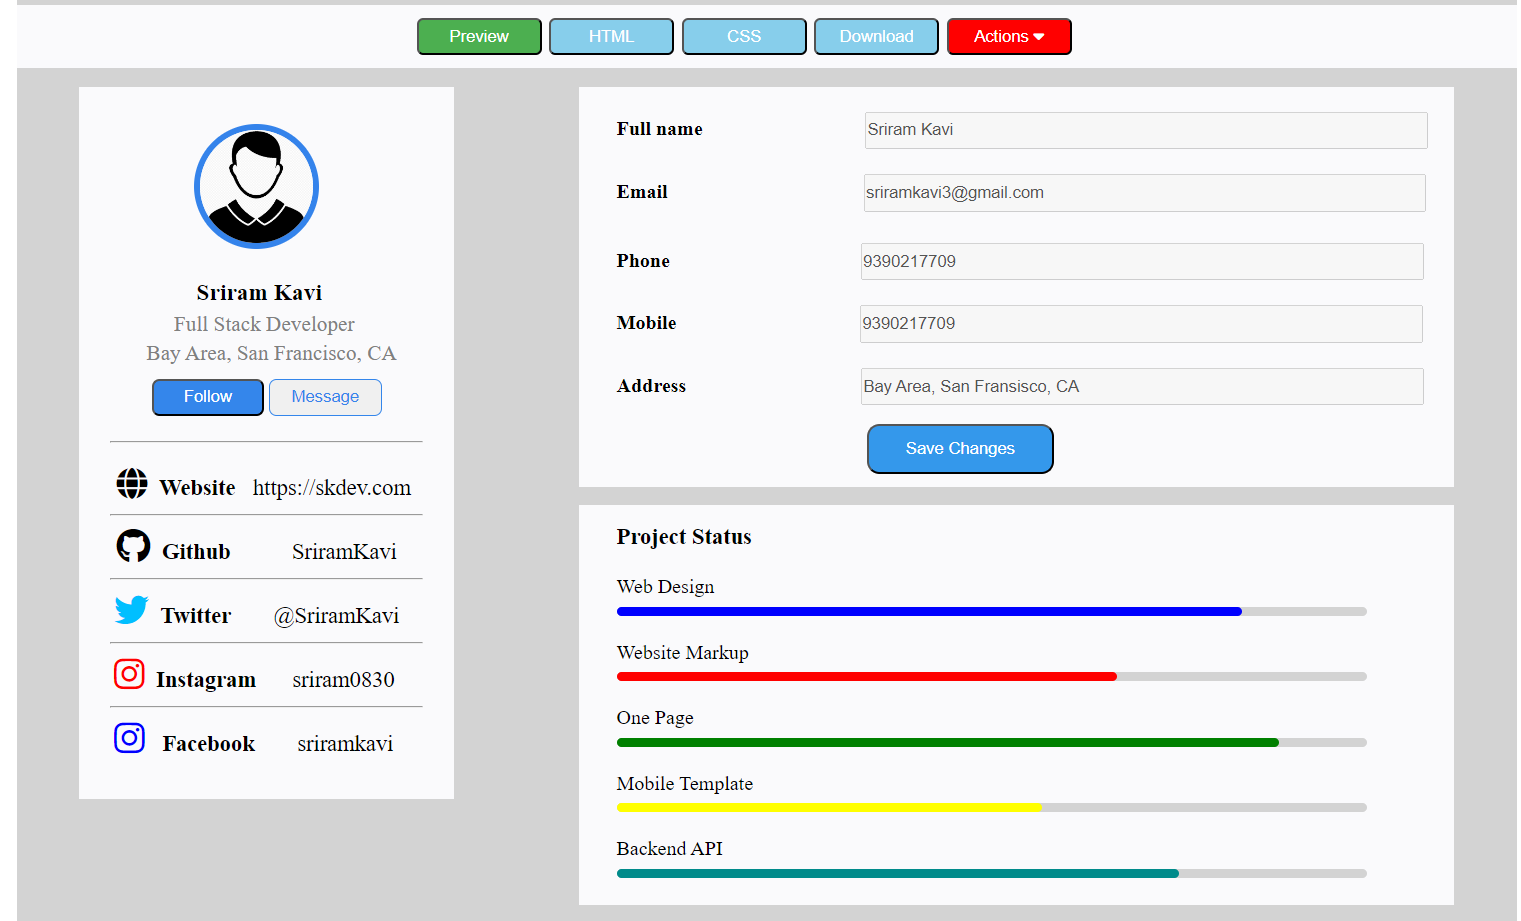 Preview HTML CSS Download Actions
Sriram Kavi
Full Stack Developer
Bay Area, San Francisco, CA
Follow Message
Website https://skdev.com
Github SriramKavi
Twitter @SriramKavi
Instagram sriram0830
Facebook sriramkavi
Full name Sriram Kavi
Email sriramkavi3@gmail.com
Phone 9390217709
Mobile 9390217709
Address Bay Area, San Fransisco, CA
Save Changes
Project Status
Web Design
Website Markup
One Page
Mobile Template
Backend API